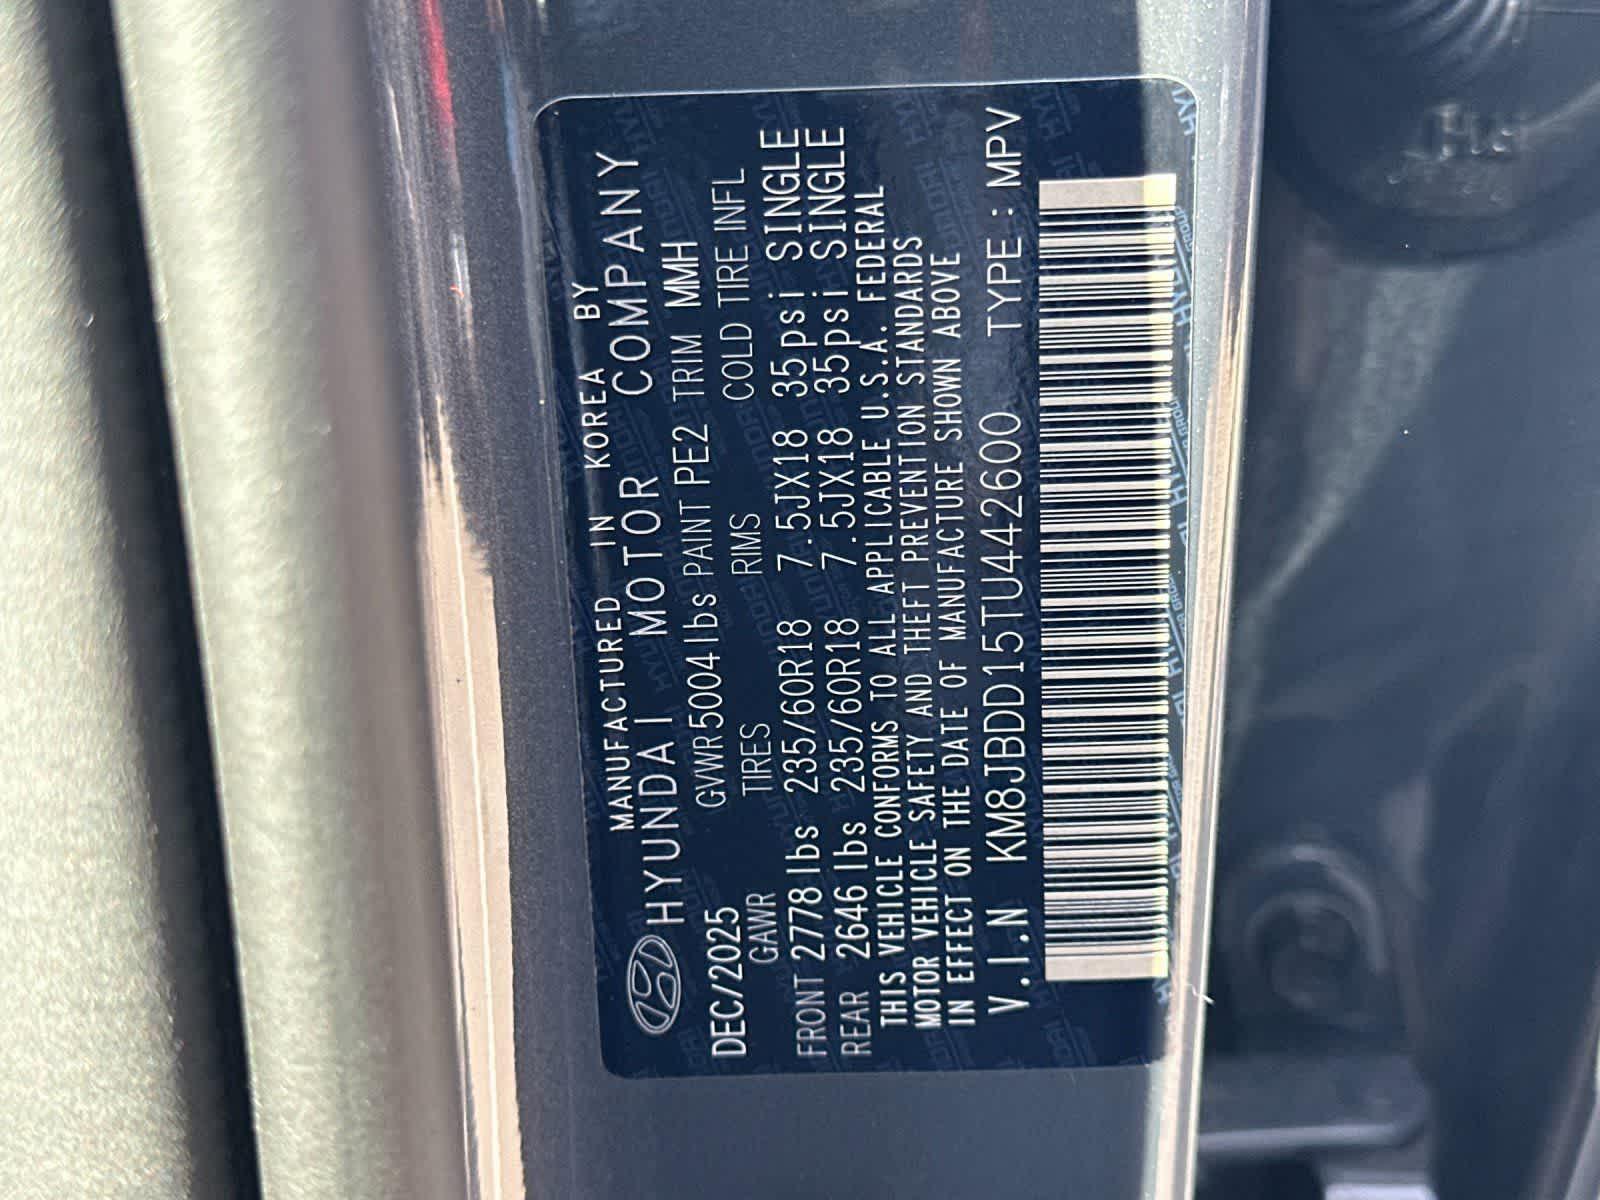 MANUFACTURED IN KOREA BY
HYUNDAI MOTOR COMPANY
DEC/2025 GVWR5004lbs PAINT PE2 TRIM MMH
GAWR TIRES RIMS COLD TIRE INFL
FRONT 2778 lbs 235/60R18 7.5JX18 35psi SINGLE
REAR 2646 lbs 235/60R18 7.5JX18 35psi SINGLE
THIS VEHICLE CONFORMS TO ALL APPLICABLE U.S.A. FEDERAL
MOTOR VEHICLE SAFETY AND THEFT PREVENTION STANDARDS
IN EFFECT ON THE DATE OF MANUFACTURE SHOWN ABOVE
V.I.N KM8JBDD15TU442600 TYPE: MPV